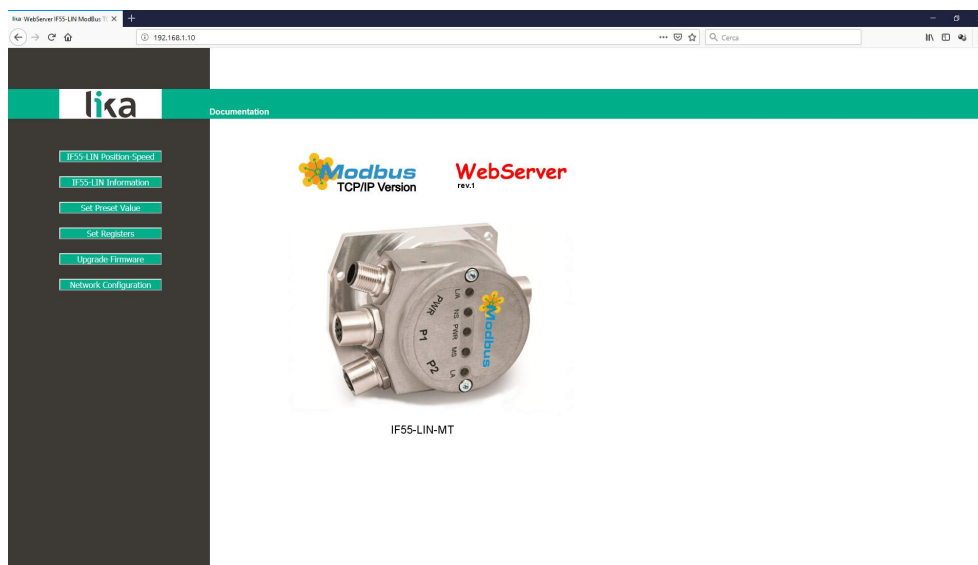 lika WebServer IF55-LIN ModBus TC
192.168.1.10
Cerca
lika
Documentation
IF55-LIN Position-Speed
IF55-LIN Information
Set Preset Value
Set Registers
Upgrade Firmware
Network Configuration
Modbus
TCP/IP Version
WebServer
rev.1
L/A
NS
PWR
MS
LA
PWR
P1
P2
Modbus
IF55-LIN-MT